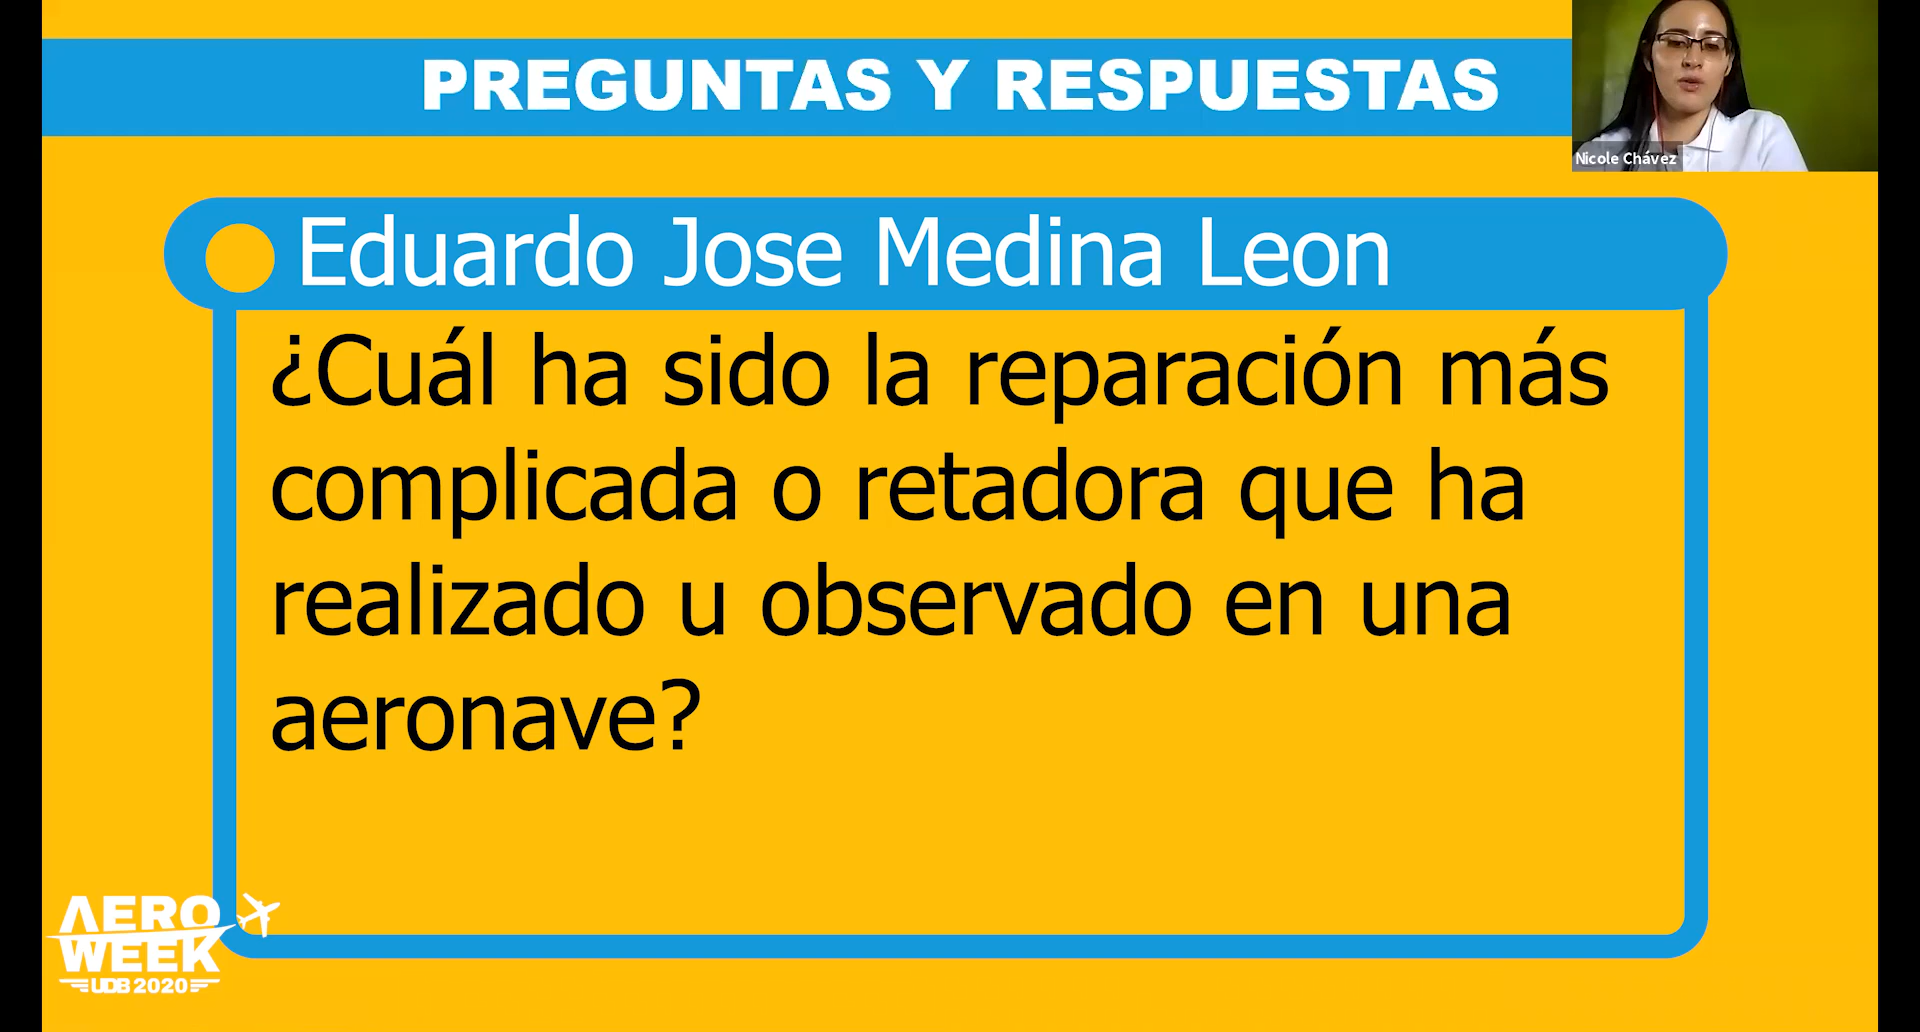 PREGUNTAS Y RESPUESTAS
Nicole Chávez
Eduardo Jose Medina Leon
¿Cuál ha sido la reparación más
complicada o retadora que ha
realizado u observado en una
aeronave?
AERO
WEEK
UDB 2020